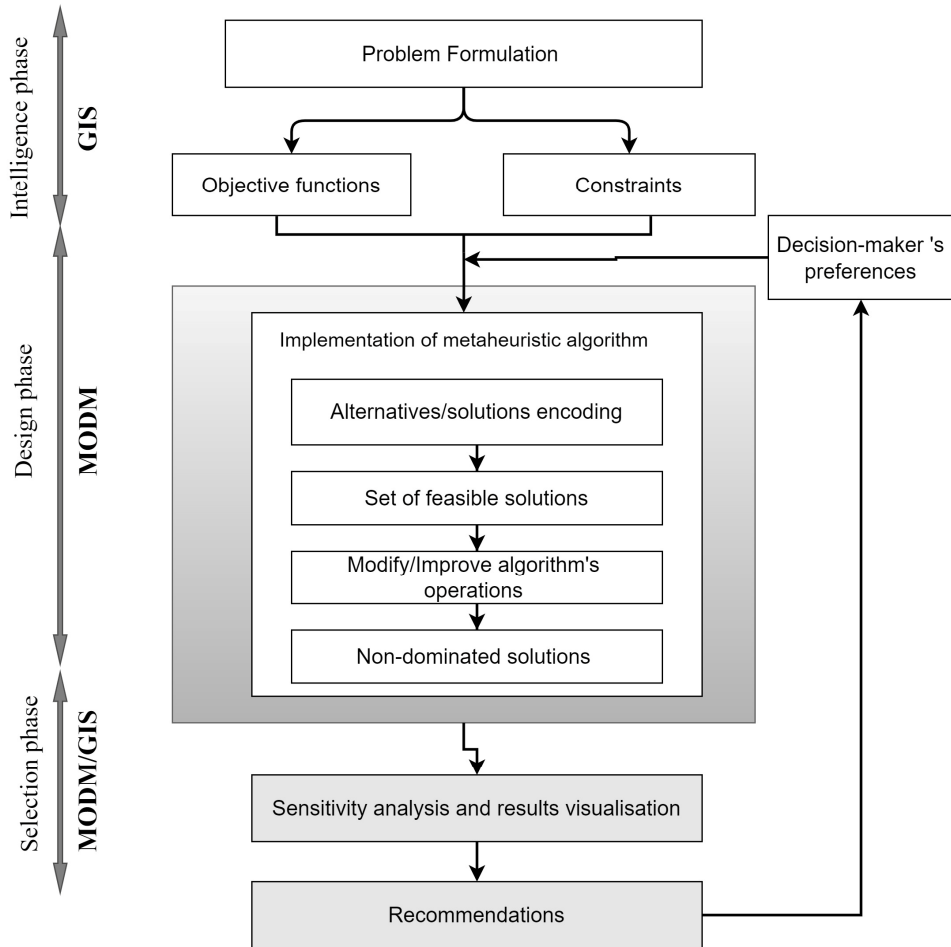 Problem Formulation
Intelligence phase
GIS
Objective functions
Constraints
Decision-maker 's
preferences
Design phase
MODM
Implementation of metaheuristic algorithm
Alternatives/solutions encoding
Set of feasible solutions
Modify/Improve algorithm's
operations
Non-dominated solutions
Selection phase
MODM/GIS
Sensitivity analysis and results visualisation
Recommendations